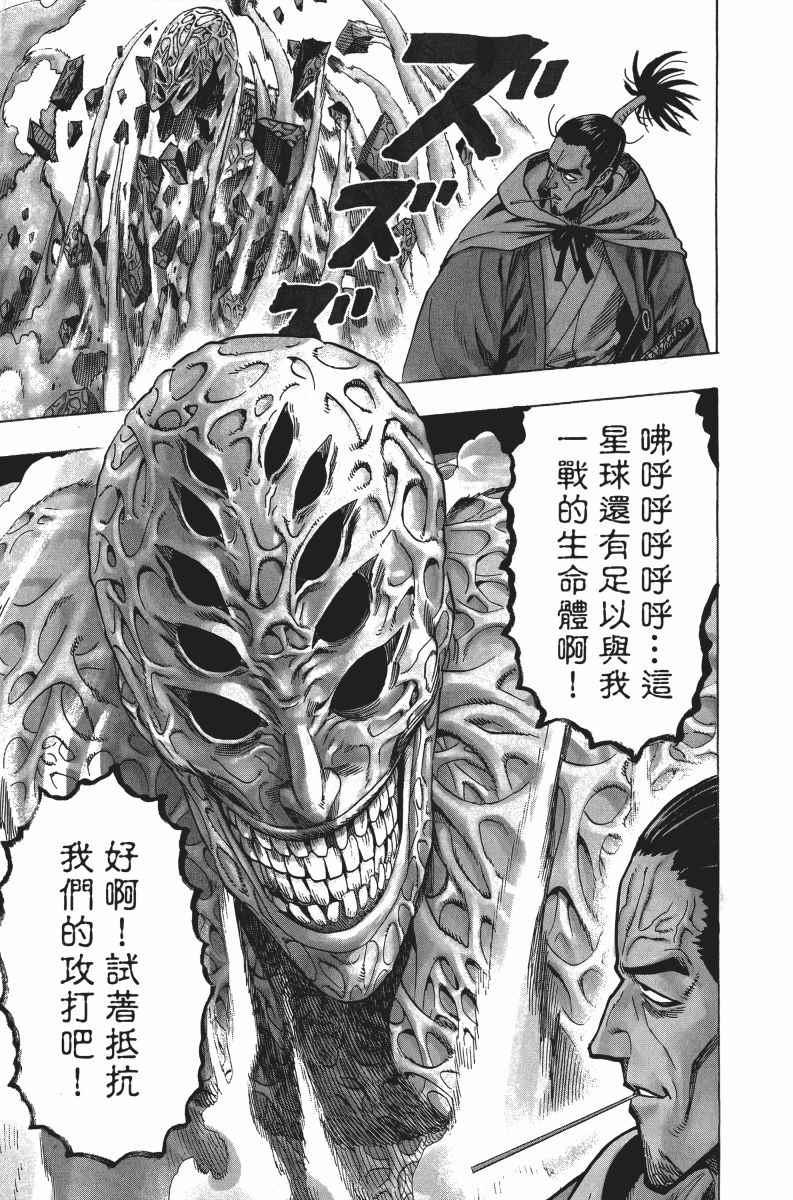 ズ
ズ
ズ
咈呼呼呼呼…這
星球還有足以與我
一戰的生命體啊！
好啊！試著抵抗
我們的攻打吧！